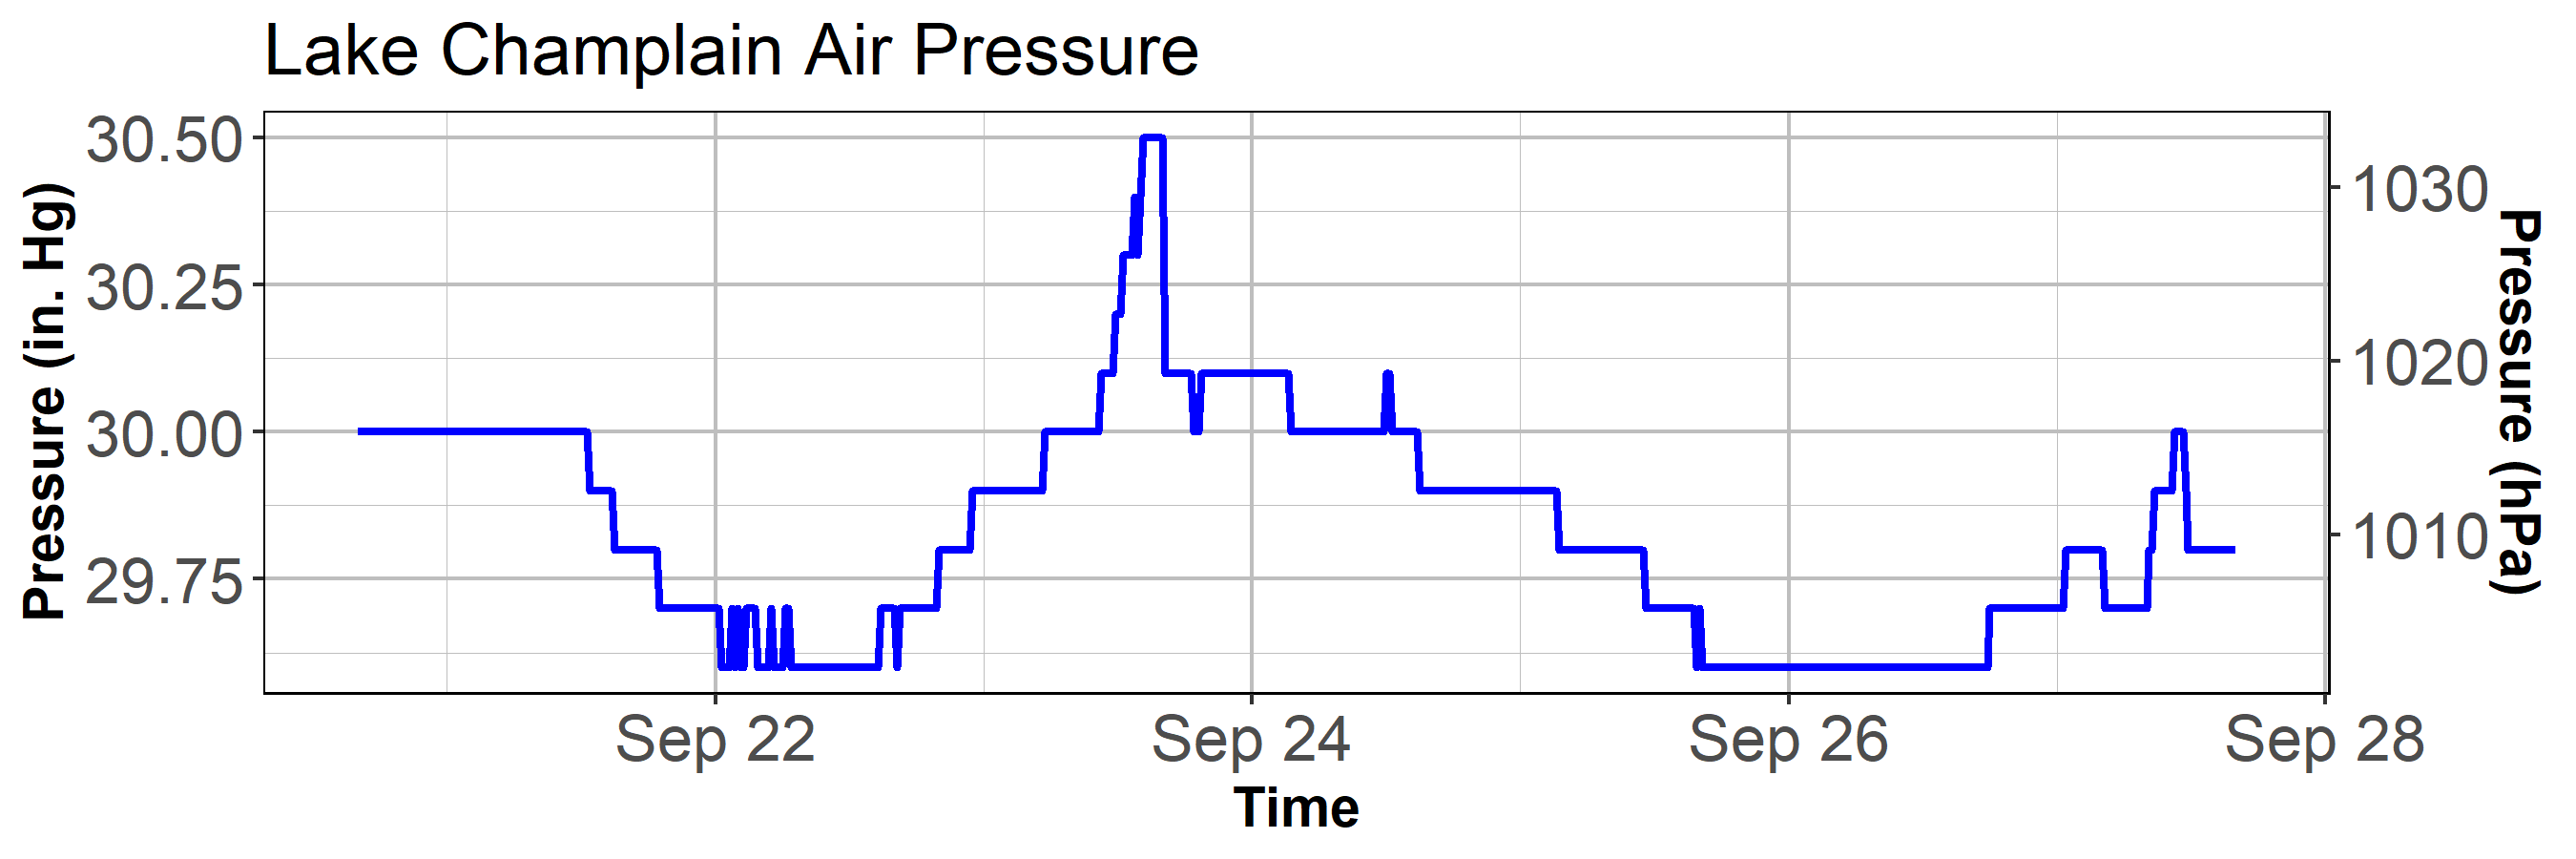 Lake Champlain Air Pressure
Pressure (in. Hg)
30.50
30.25
30.00
29.75
1030
1020
1010
Pressure (hPa)
Sep 22 Sep 24 Sep 26 Sep 28
Time